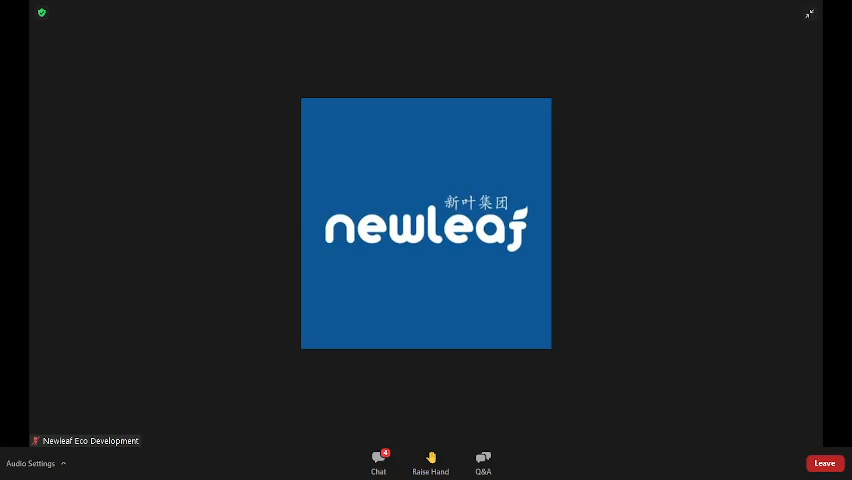 新叶集团
newleaf
Newleaf Eco Development
Audio Settings
4
Chat
Raise Hand
Q&A
Leave